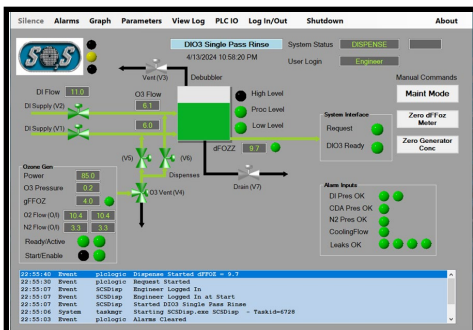 Silence Alarms Graph Parameters View Log PLC IO Log In/Out Shutdown About
SQS
DIO3 Single Pass Rinse
4/13/2024 10:58:20 PM
System Status DISPENSE
User Login Engineer
Vent (V3)
Debubbler
Manual Commands
Maint Mode
Zero dFFoz Meter
Zero Generator Conc
DI Flow 11.0
O3 Flow
6.1
DI Supply (V2)
6.0
DI Supply (V1)
High Level
Proc Level
Low Level
dFOZZ 9.7
System Interface
Request
DIO3 Ready
(V5)
(V6)
Dispenses
Drain (V7)
O3 Vent (V4)
Ozone Gen
Power 85.0
O3 Pressure 0.2
gFFOZ 4.0
O2 Flow (O/I) 10.4 10.4
N2 Flow (O/I) 3.3 3.3
Ready/Active
Start/Enable
Alarm Inputs
DI Pres OK
CDA Pres OK
N2 Pres OK
CoolingFlow
Leaks OK
22:55:40 Event plclogic Dispense Started dFFOZ = 9.7
22:55:30 Event plclogic Request Started
22:55:07 Event SCSDisp Engineer Logged In
22:55:07 Event SCSDisp Engineer Logged In at Start
22:55:07 Event SCSDisp Started DIO3 Single Pass Rinse
22:55:06 System taskmgr Starting SCSDisp.exe SCSDisp - Taskid=6728
22:55:03 Event plclogic Alarms Cleared